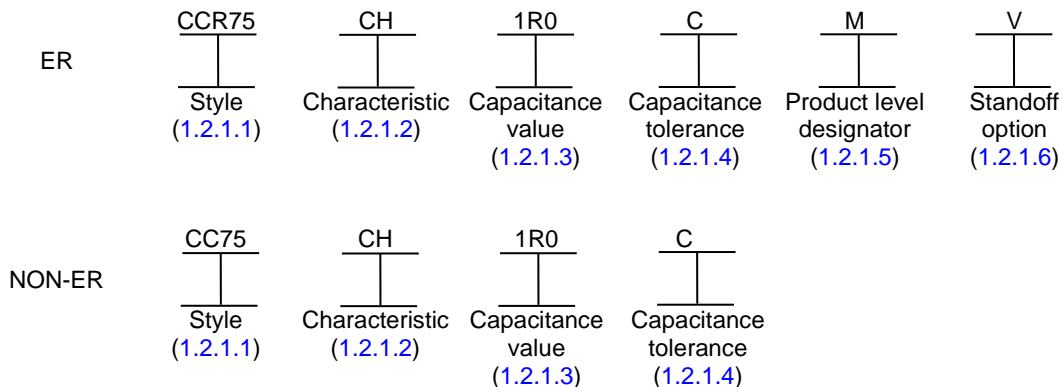 CCR75 CH 1R0 C M V
ER
Style Characteristic Capacitance Capacitance Product level Standoff
(1.2.1.1) (1.2.1.2) value tolerance designator option
(1.2.1.3) (1.2.1.4) (1.2.1.5) (1.2.1.6)
CC75 CH 1R0 C
NON-ER
Style Characteristic Capacitance Capacitance
(1.2.1.1) (1.2.1.2) value tolerance
(1.2.1.3) (1.2.1.4)